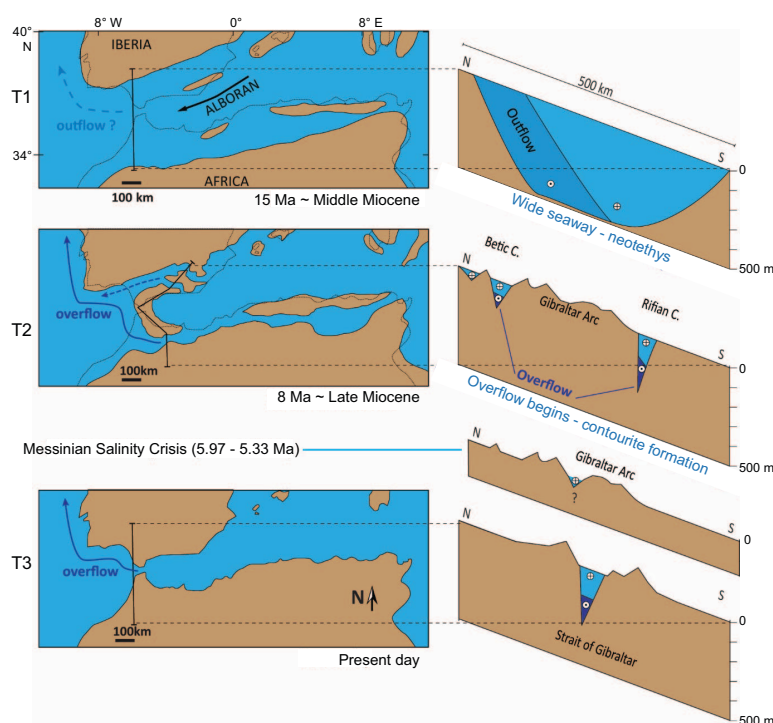 8° W 0° 8° E
40°
N
IBERIA
T1
ALBORAN
outflow ?
34°
AFRICA
100 km
15 Ma ~ Middle Miocene
N
500 km
Outflow
S
0
Wide seaway - neotethys
500 m
T2
overflow
100km
8 Ma ~ Late Miocene
Betic C.
N
Gibraltar Arc
Rifian C.
S
0
Overflow
Overflow begins - contourite formation
500 m
Messinian Salinity Crisis (5.97 - 5.33 Ma)
N
Gibraltar Arc
?
S
0
T3
overflow
N
100km
Present day
N
S
0
Strait of Gibraltar
500 m